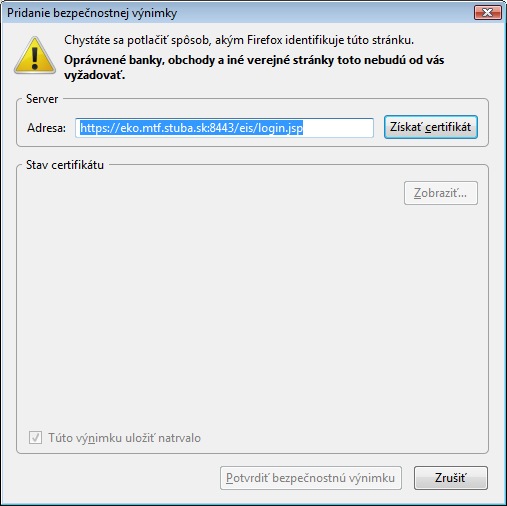 Pridanie bezpečnostnej výnimky
Chystáte sa potlačiť spôsob, akým Firefox identifikuje túto stránku.
Oprávnené banky, obchody a iné verejné stránky toto nebudú od vás
vyžadovať.
Server
Adresa: https://eko.mtf.stuba.sk:8443/eis/login.jsp Získať certifikát
Stav certifikátu
Zobraziť...
Túto výnimku uložiť natrvalo
Potvrdiť bezpečnostnú výnimku Zrušiť